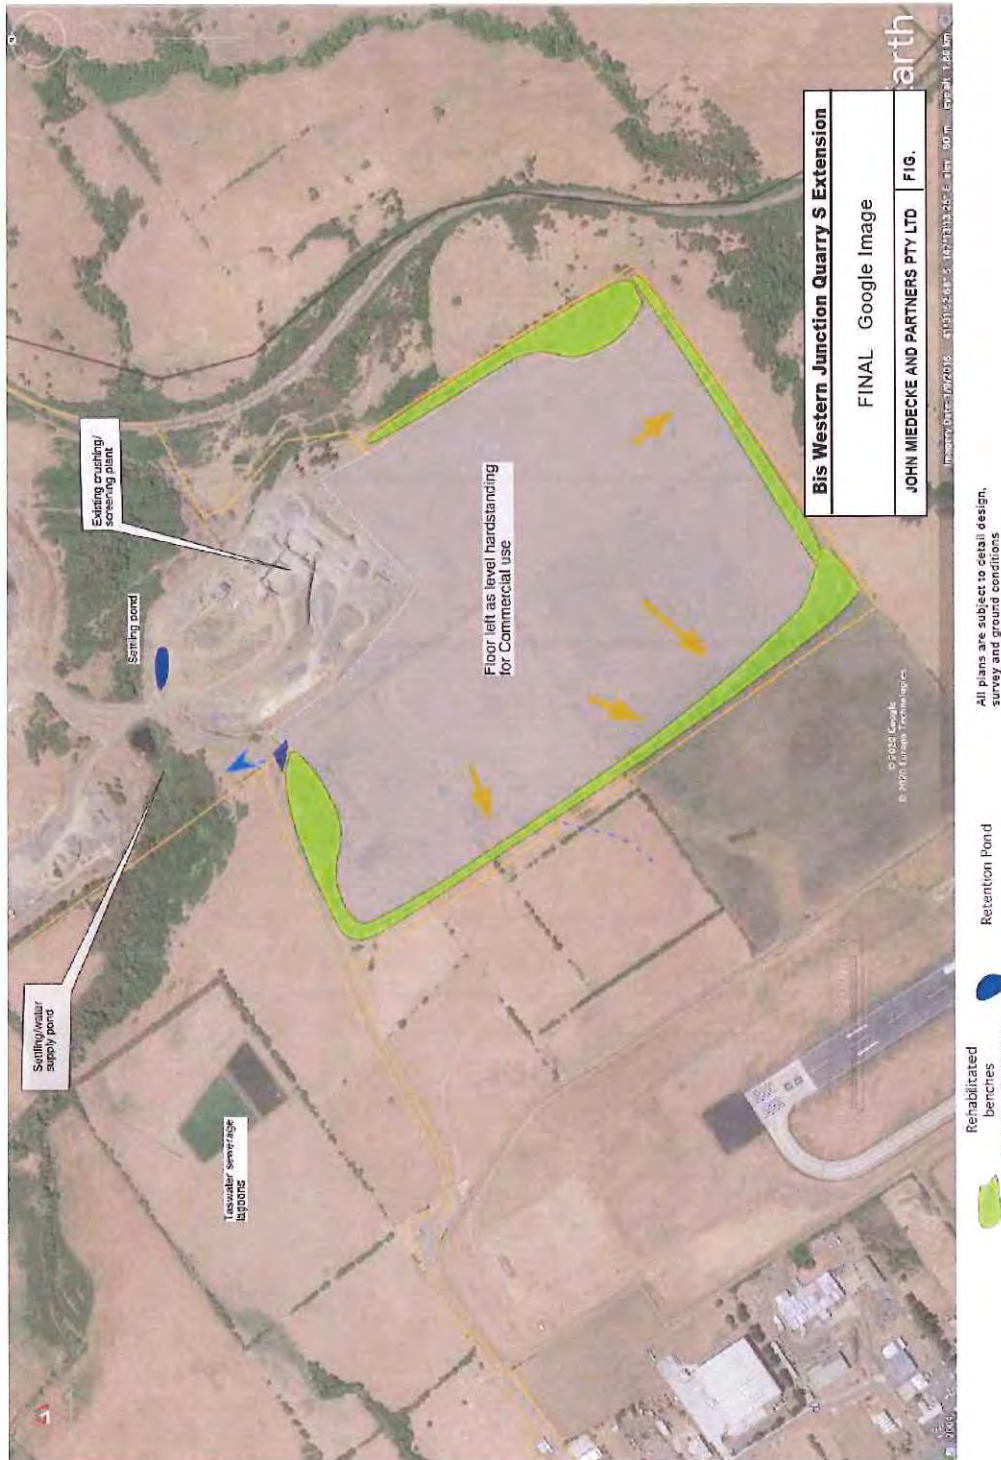 Settling/water
supply pond
Settling pond
Existing crushing/
screening plant
Taswater sewerage
lagoons
Floor left as level hardstanding
for Commercial use
arth
Bis Western Junction Quarry S Extension
FINAL Google Image
JOHN MIEDECKE AND PARTNERS PTY LTD
FIG.
© 2020 Google
© 2020 Europa Technologies
Rehabilitated
benches
Retention Pond
All plans are subject to detail design,
survey and ground conditions